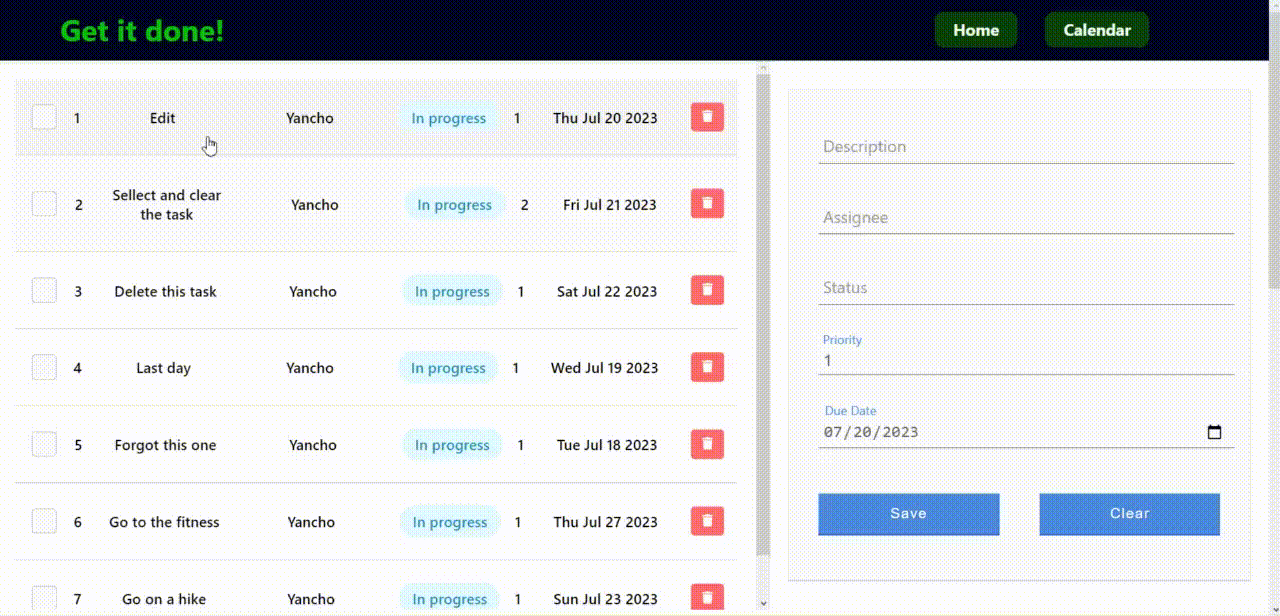 Get it done!
Home Calendar
1 Edit Yancho In progress 1 Thu Jul 20 2023
2 Sellect and clear the task Yancho In progress 2 Fri Jul 21 2023
3 Delete this task Yancho In progress 1 Sat Jul 22 2023
4 Last day Yancho In progress 1 Wed Jul 19 2023
5 Forgot this one Yancho In progress 1 Tue Jul 18 2023
6 Go to the fitness Yancho In progress 1 Thu Jul 27 2023
7 Go on a hike Yancho In progress 1 Sun Jul 23 2023
Description
Assignee
Status
Priority
1
Due Date
07/20/2023
Save Clear